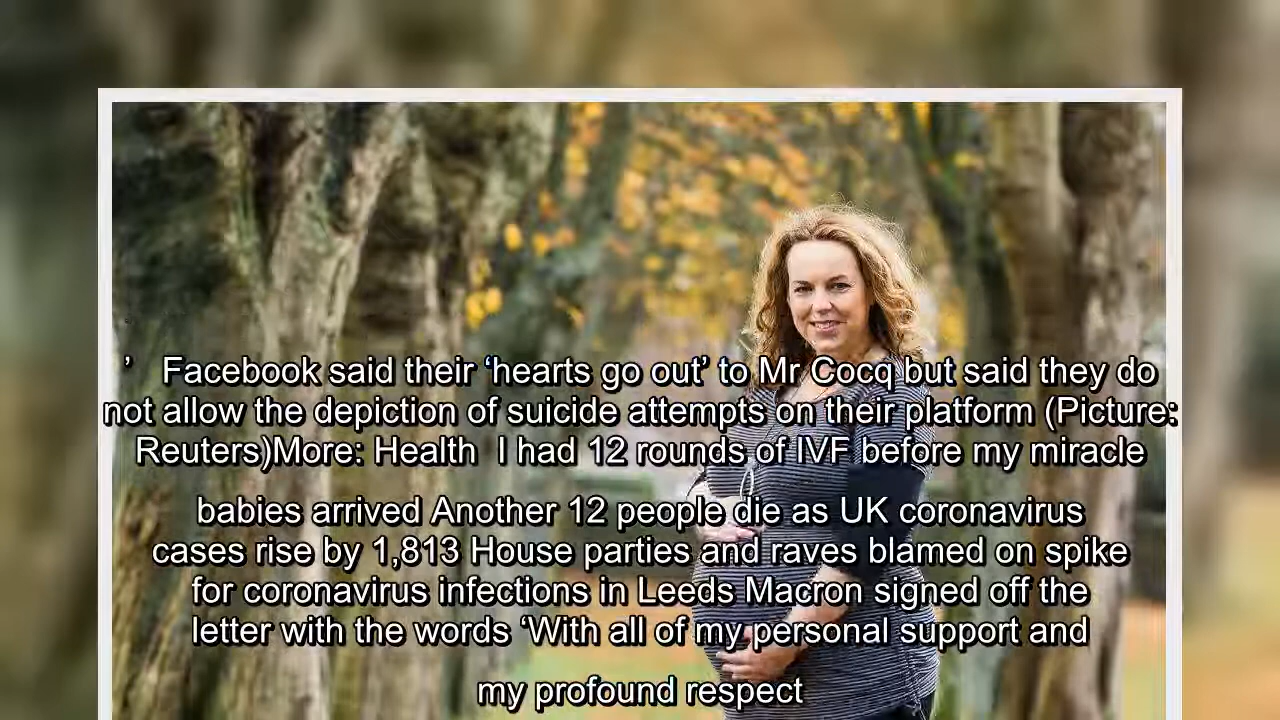 ’ Facebook said their ‘hearts go out’ to Mr Cocq but said they do
not allow the depiction of suicide attempts on their platform (Picture:
Reuters)More: Health I had 12 rounds of IVF before my miracle
babies arrived Another 12 people die as UK coronavirus
cases rise by 1,813 House parties and raves blamed on spike
for coronavirus infections in Leeds Macron signed off the
letter with the words ‘With all of my personal support and
my profound respect